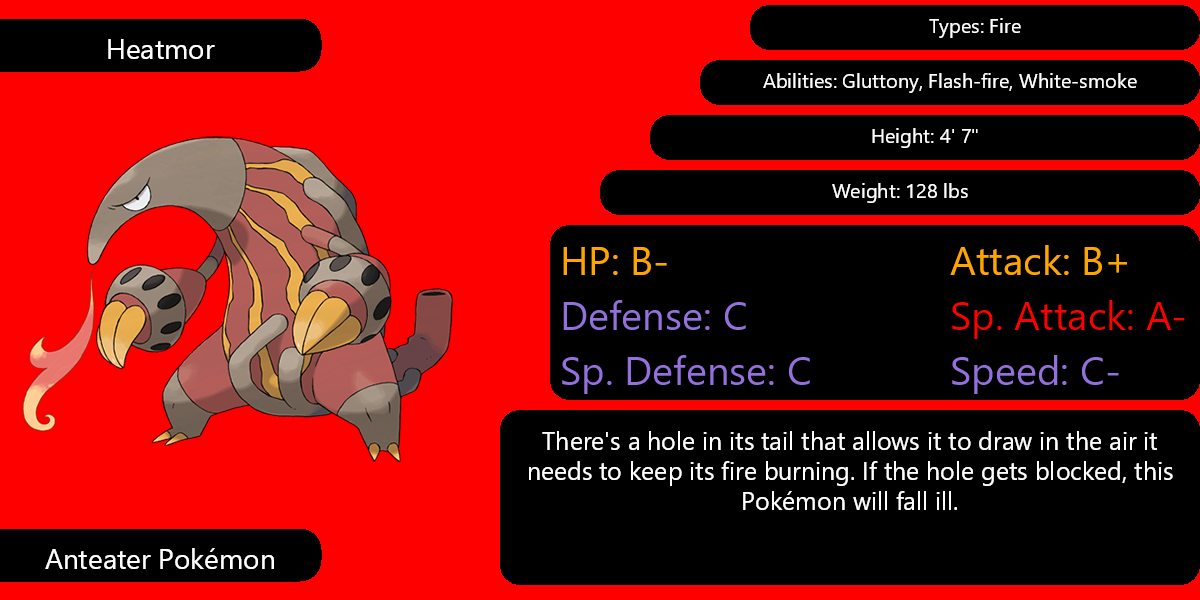 Heatmor
Types: Fire
Abilities: Gluttony, Flash-fire, White-smoke
Height: 4' 7"
Weight: 128 lbs
HP: B-
Attack: B+
Defense: C
Sp. Attack: A-
Sp. Defense: C
Speed: C-
There's a hole in its tail that allows it to draw in the air it
needs to keep its fire burning. If the hole gets blocked, this
Pokémon will fall ill.
Anteater Pokémon